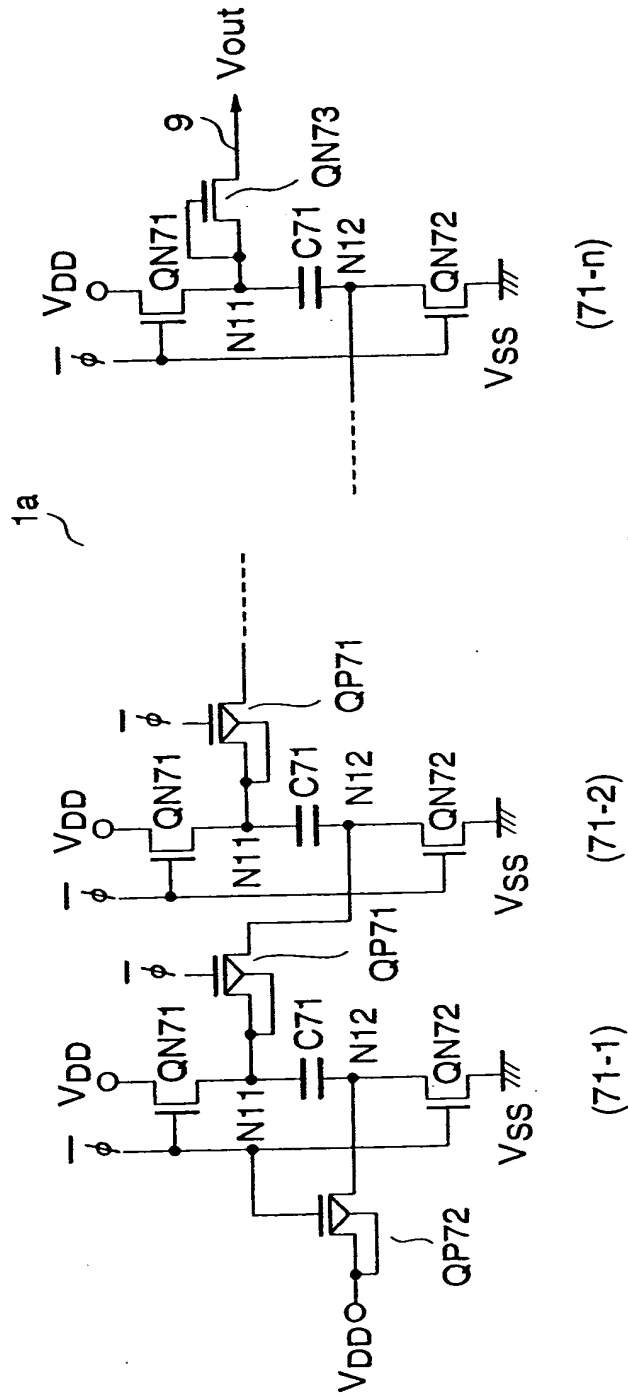 1a
VDD
VDD
VDD
φ̅
φ̅
φ̅
φ̅
φ̅
QN71
QN71
QN71
9
Vout
N11
N11
N11
QP71
QP71
QN73
C71
C71
C71
N12
N12
N12
VDD
QP72
QN72
QN72
QN72
VSS
VSS
VSS
(71-1)
(71-2)
(71-n)